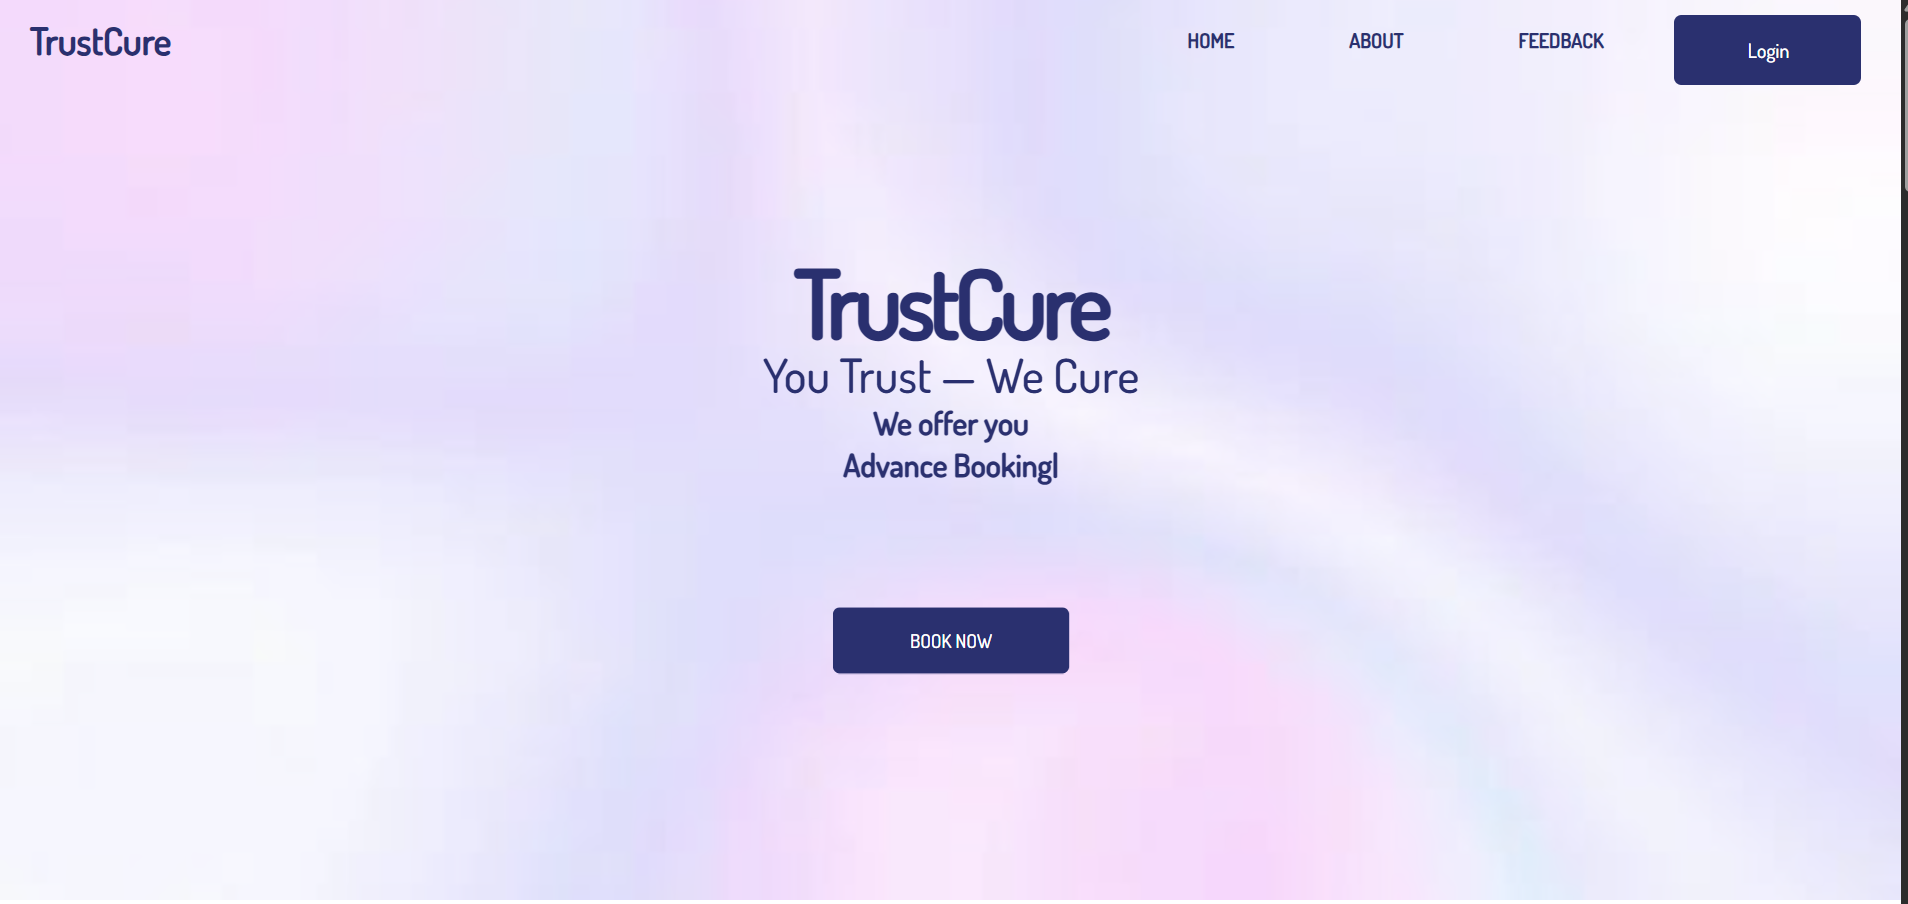 TrustCure
HOME ABOUT FEEDBACK Login
TrustCure
You Trust — We Cure
We offer you
Advance Booking|
BOOK NOW